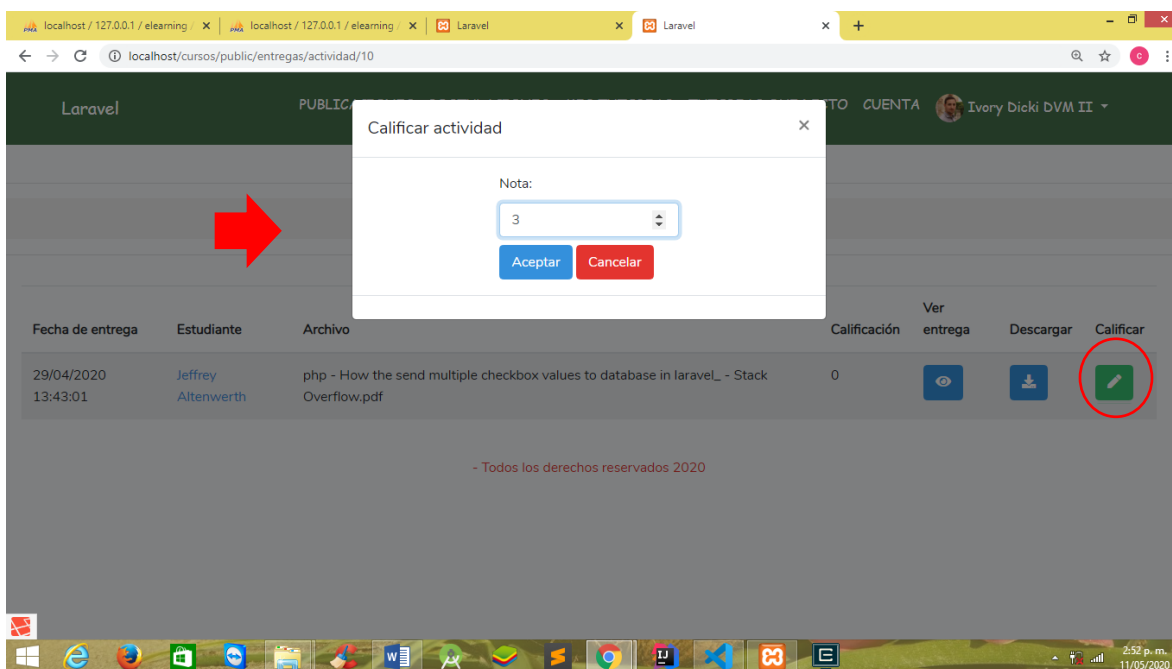 localhost / 127.0.0.1 / elearning / localhost / 127.0.0.1 / elearning / Laravel Laravel
localhost/cursos/public/entregas/actividad/10
Laravel CUENTA Ivory Dicki DVM II
Calificar actividad ×
Nota:
3
Aceptar Cancelar
Fecha de entrega Estudiante Archivo Calificación Ver entrega Descargar Calificar
29/04/2020 Jeffrey php - How the send multiple checkbox values to database in laravel_ - Stack 0
13:43:01 Altenwerth Overflow.pdf
- Todos los derechos reservados 2020
2:52 p. m.
11/05/2020